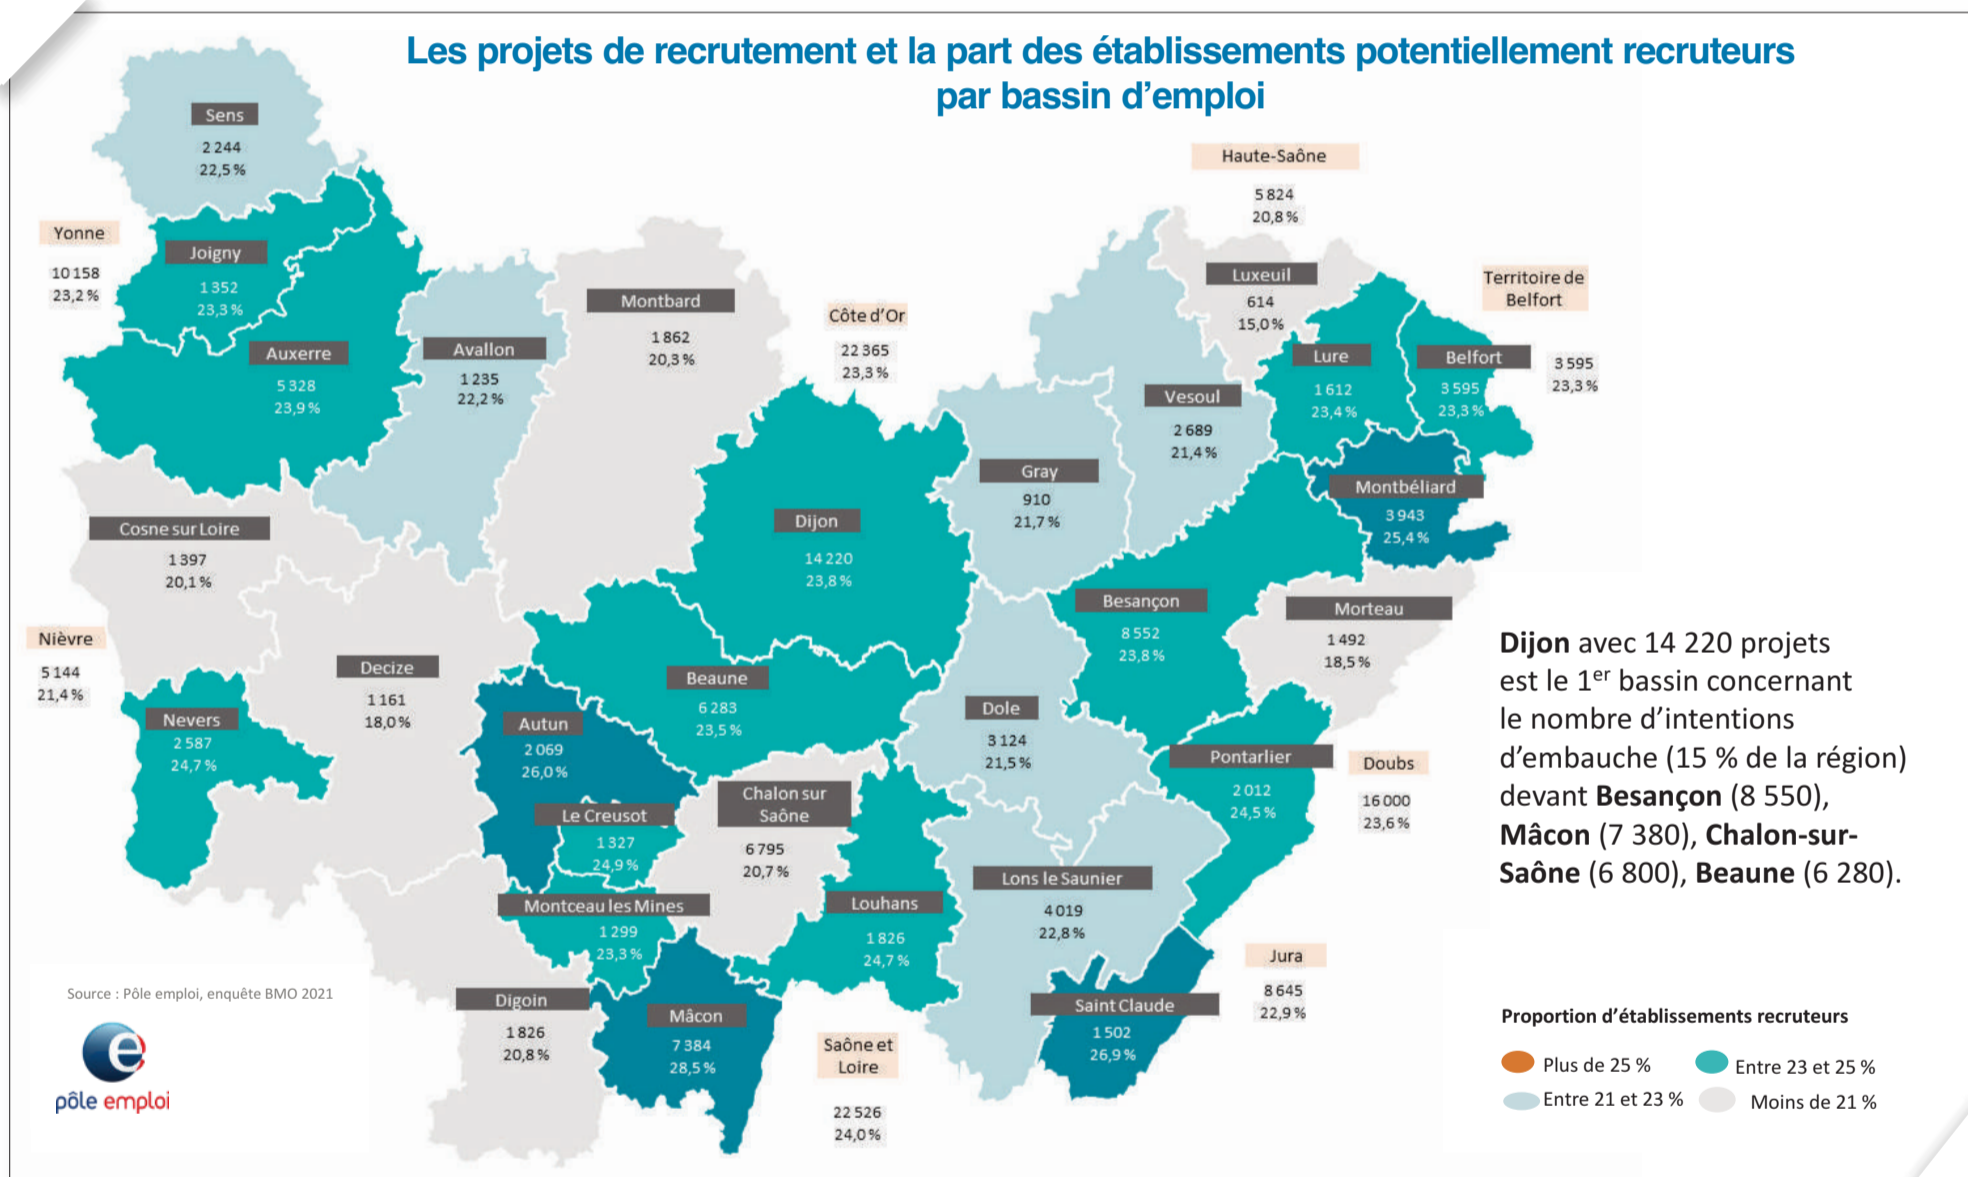 Les projets de recrutement et la part des établissements potentiellement recruteurs
par bassin d'emploi
Sens
2 244
22,5 %
Haute-Saône
5 824
20,8 %
Yonne
10 158
23,2 %
Joigny
1 352
23,3 %
Auxerre
5 328
23,9 %
Avallon
1 235
22,2 %
Montbard
1 862
20,3 %
Côte d'Or
22 365
23,3 %
Luxeuil
614
15,0 %
Territoire de
Belfort
3 595
23,3 %
Lure
1 612
23,4 %
Belfort
3 595
23,3 %
Vesoul
2 689
21,4 %
Gray
910
21,7 %
Montbéliard
3 943
25,4 %
Cosne sur Loire
1 397
20,1 %
Dijon
14 220
23,8 %
Besançon
8 552
23,8 %
Morteau
1 492
18,5 %
Nièvre
5 144
21,4 %
Decize
1 161
18,0 %
Beaune
6 283
23,5 %
Nevers
2 587
24,7 %
Autun
2 069
26,0 %
Dole
3 124
21,5 %
Pontarlier
2 012
24,5 %
Doubs
16 000
23,6 %
Le Creusot
1 327
24,9 %
Chalon sur
Saône
6 795
20,7 %
Lons le Saunier
4 019
22,8 %
Montceau les Mines
1 299
23,3 %
Louhans
1 826
24,7 %
Jura
8 645
22,9 %
Digoin
1 826
20,8 %
Mâcon
7 384
28,5 %
Saint Claude
1 502
26,9 %
Saône et
Loire
22 526
24,0 %
Dijon avec 14 220 projets
est le 1er bassin concernant
le nombre d'intentions
d'embauche (15 % de la région)
devant Besançon (8 550),
Mâcon (7 380), Chalon-sur-
Saône (6 800), Beaune (6 280).
Proportion d'établissements recruteurs
Plus de 25 %
Entre 23 et 25 %
Entre 21 et 23 %
Moins de 21 %
Source : Pôle emploi, enquête BMO 2021
e
pôle emploi